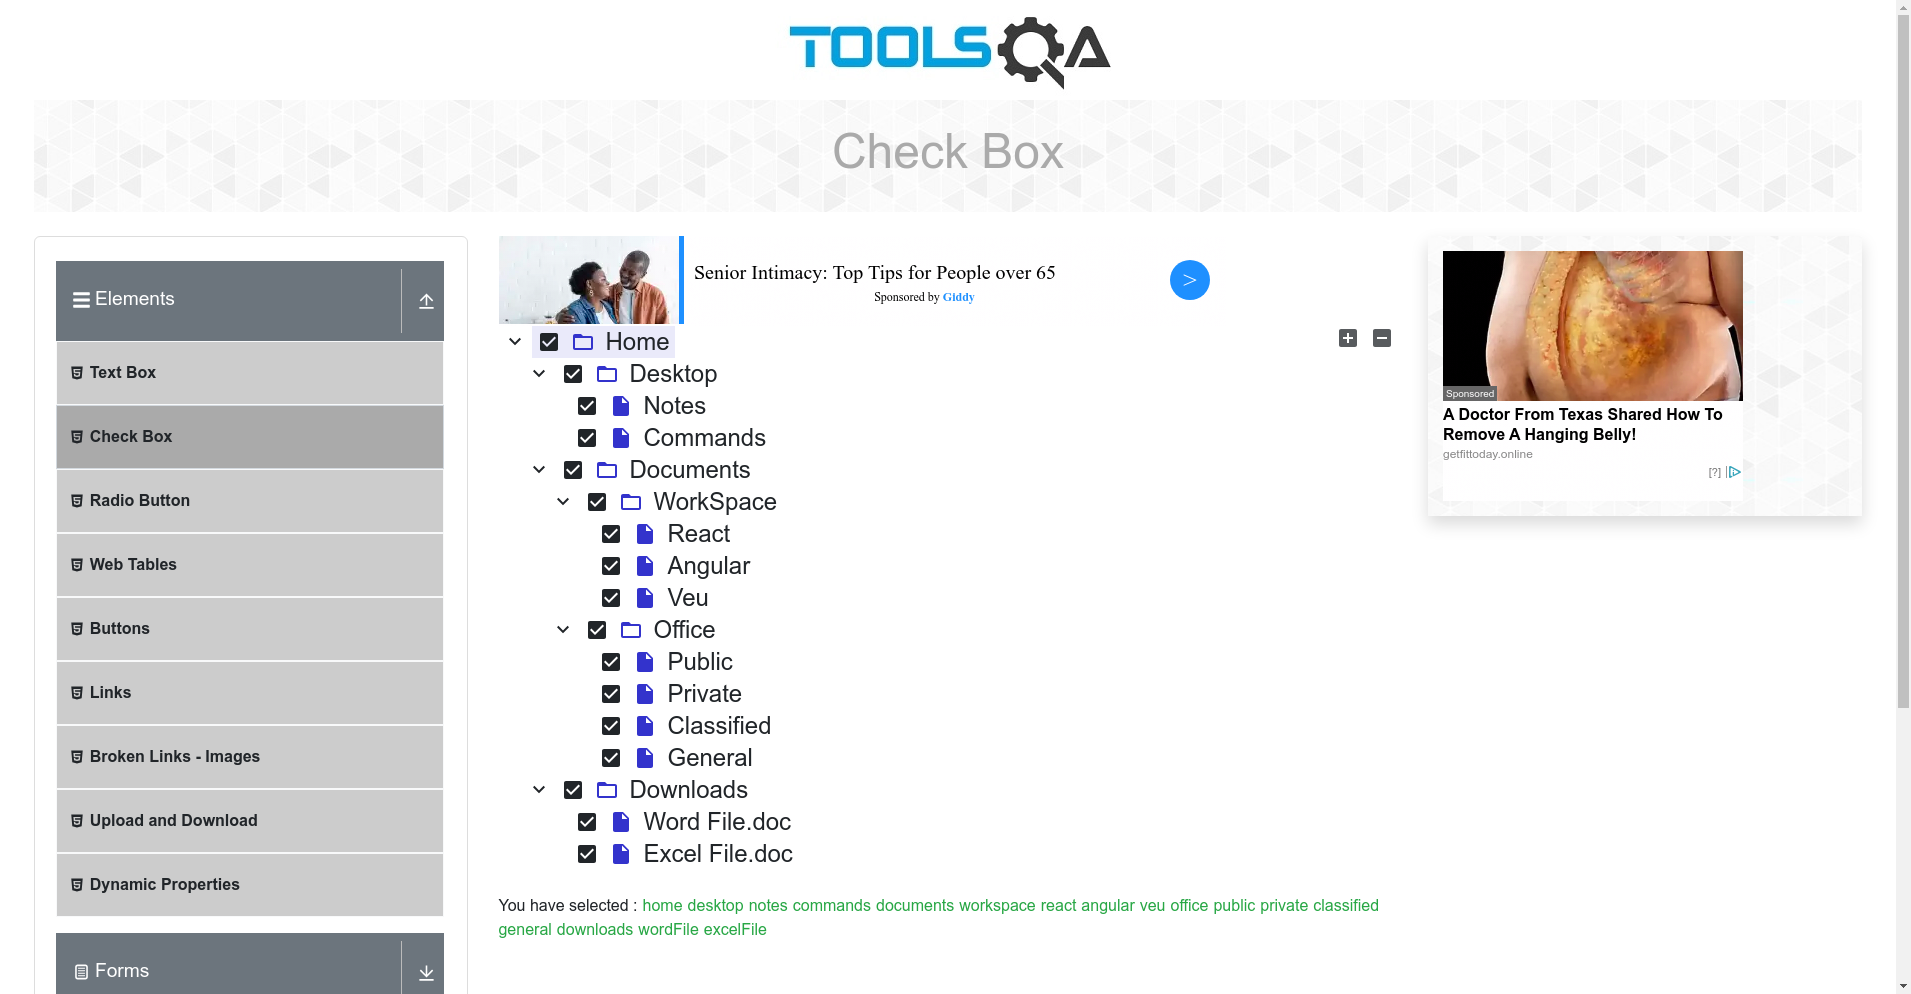 TOOLSQA
Check Box
Elements
Text Box
Check Box
Radio Button
Web Tables
Buttons
Links
Broken Links - Images
Upload and Download
Dynamic Properties
Forms
Senior Intimacy: Top Tips for People over 65
Sponsored by Giddy
>
Home
Desktop
Notes
Commands
Documents
WorkSpace
React
Angular
Veu
Office
Public
Private
Classified
General
Downloads
Word File.doc
Excel File.doc
You have selected : home desktop notes commands documents workspace react angular veu office public private classified
general downloads wordFile excelFile
Sponsored
A Doctor From Texas Shared How To
Remove A Hanging Belly!
getfittoday.online
[?]